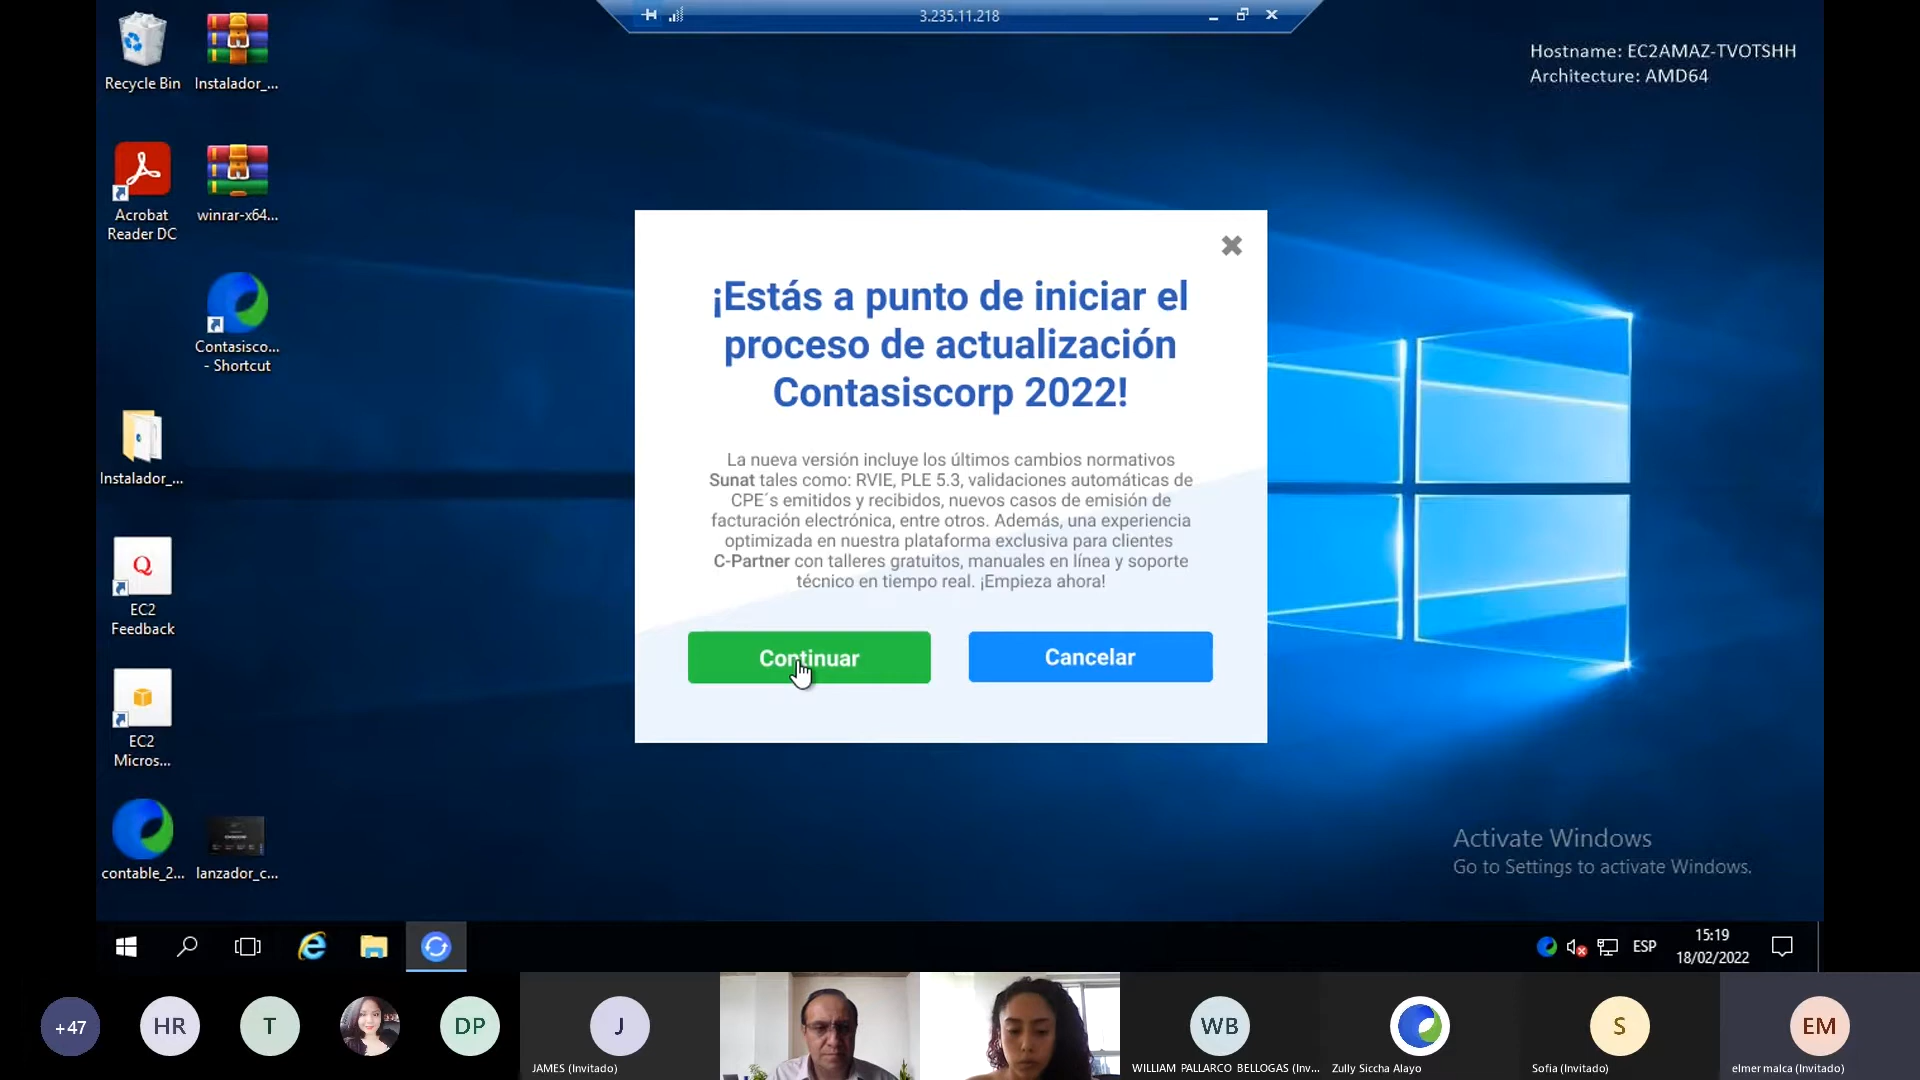 3.235.11.218
Hostname: EC2AMAZ-TVOTSHH
Architecture: AMD64
Recycle Bin
Instalador_...
Acrobat
Reader DC
winrar-x64...
Contasisco...
- Shortcut
Instalador_...
EC2
Feedback
EC2
Micros...
contable_2...
lanzador_c...
¡Estás a punto de iniciar el
proceso de actualización
Contasiscorp 2022!
La nueva versión incluye los últimos cambios normativos
Sunat tales como: RVIE, PLE 5.3, validaciones automáticas de
CPE´s emitidos y recibidos, nuevos casos de emisión de
facturación electrónica, entre otros. Además, una experiencia
optimizada en nuestra plataforma exclusiva para clientes
C-Partner con talleres gratuitos, manuales en línea y soporte
técnico en tiempo real. ¡Empieza ahora!
Continuar
Cancelar
Activate Windows
Go to Settings to activate Windows.
ESP
15:19
18/02/2022
+47
HR
T
DP
J
JAMES (Invitado)
WB
WILLIAM PALLARCO BELLOGAS (Inv...
Zully Siccha Alayo
S
Sofia (Invitado)
EM
elmer malca (Invitado)